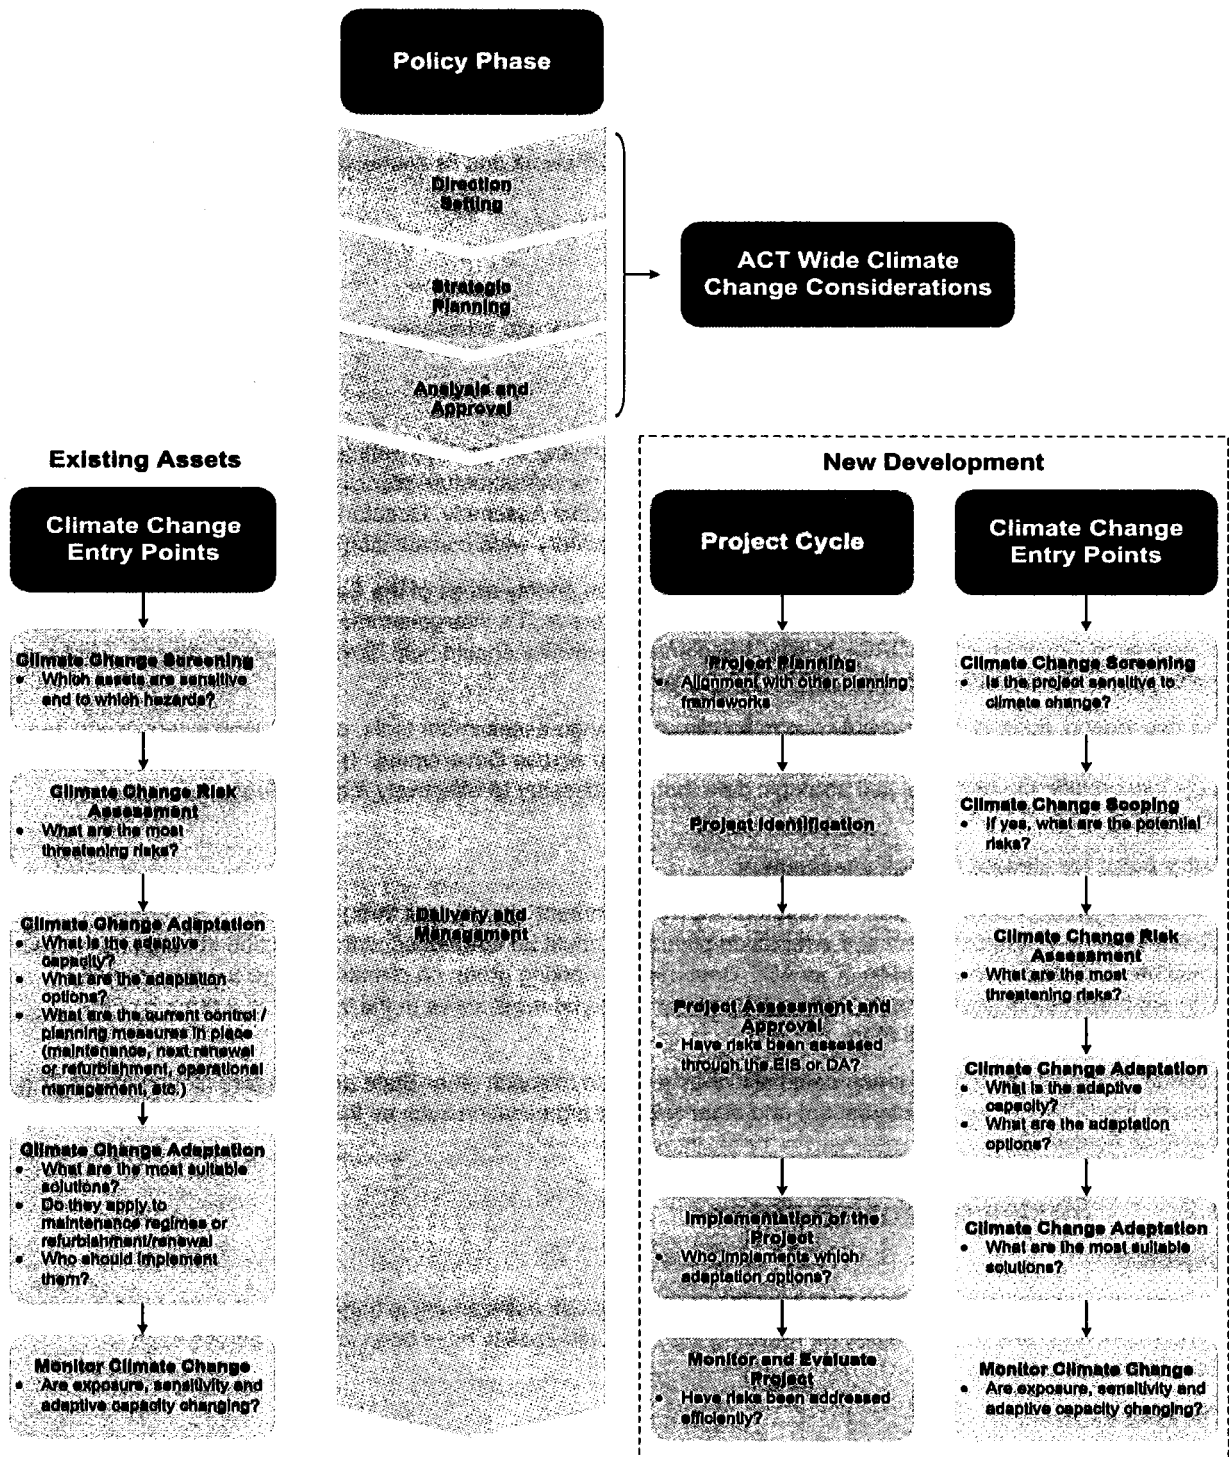 Policy Phase
Direction
Setting
Strategic
Planning
Analysis and
Approval
ACT Wide Climate
Change Considerations
Delivery and
Management
Existing Assets
Climate Change
Entry Points
Climate Change Screening
• Which assets are sensitive
and to which hazards?
Climate Change Risk
Assessment
• What are the most
threatening risks?
Climate Change Adaptation
• What is the adaptive
capacity?
• What are the adaptation
options?
• What are the current control /
planning measures in place
(maintenance, next renewal
or refurbishment, operational
management, etc.)
Climate Change Adaptation
• What are the most suitable
solutions?
• Do they apply to
maintenance regimes or
refurbishment/renewal
• Who should implement
them?
Monitor Climate Change
• Are exposure, sensitivity and
adaptive capacity changing?
New Development
Project Cycle
Project Planning
• Alignment with other planning
frameworks
Project Identification
Project Assessment and
Approval
• Have risks been assessed
through the EIS or DA?
Implementation of the
Project
• Who implements which
adaptation options?
Monitor and Evaluate
Project
• Have risks been addressed
efficiently?
Climate Change
Entry Points
Climate Change Screening
• Is the project sensitive to
climate change?
Climate Change Scoping
• If yes, what are the potential
risks?
Climate Change Risk
Assessment
• What are the most
threatening risks?
Climate Change Adaptation
• What is the adaptive
capacity?
• What are the adaptation
options?
Climate Change Adaptation
• What are the most suitable
solutions?
Monitor Climate Change
• Are exposure, sensitivity and
adaptive capacity changing?